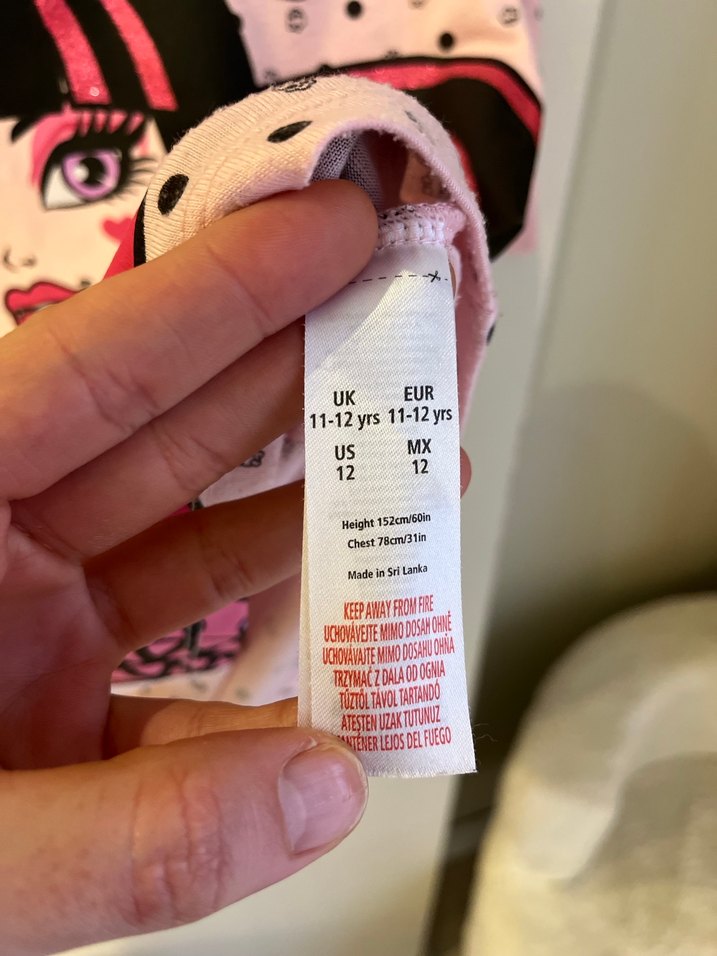 UK EUR
11-12 yrs 11-12 yrs
US MX
12 12
Height 152cm/60in
Chest 78cm/31in
Made in Sri Lanka
KEEP AWAY FROM FIRE
UCHOVÁVEJTE MIMO DOSAH OHNĚ
UCHOVÁVAJTE MIMO DOSAHU OHŇA
TRZYMAĆ Z DALA OD OGNIA
TŰZTŐL TÁVOL TARTANDÓ
ATEŞTEN UZAK TUTUNUZ
MANTÉNER LEJOS DEL FUEGO